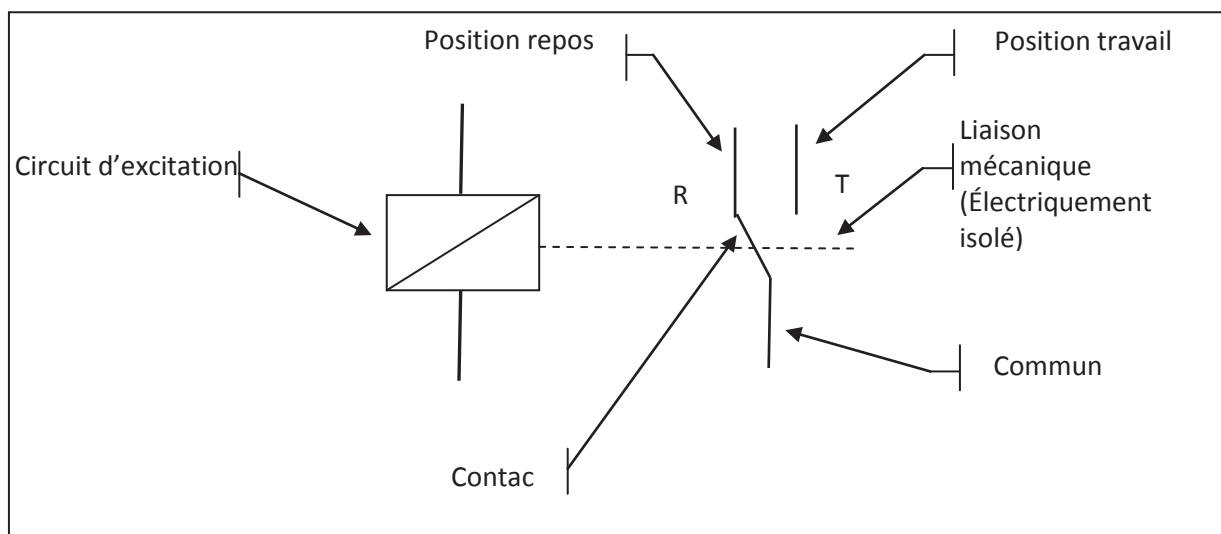 Position repos
Position travail
Circuit d’excitation
Liaison
mécanique
(Électriquement
isolé)
R
T
Commun
Contac